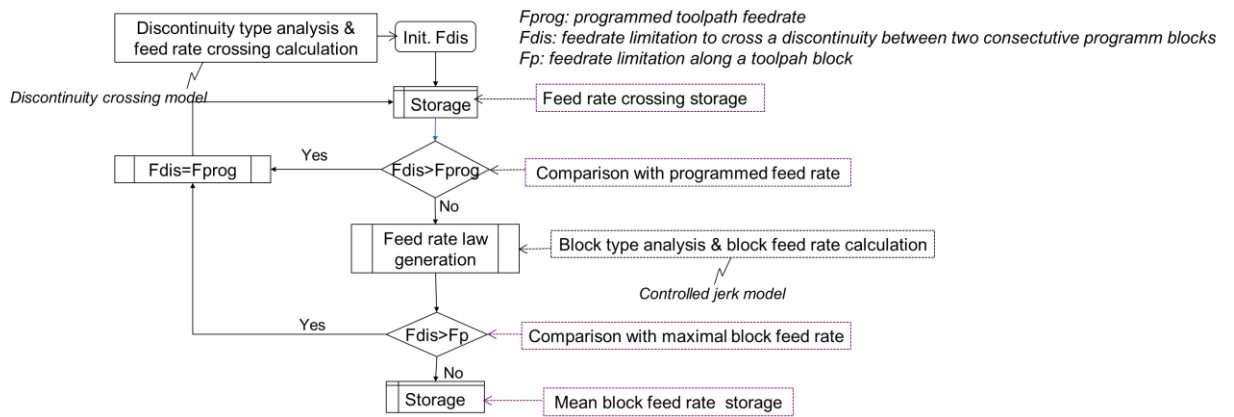 Discontinuity type analysis &
feed rate crossing calculation
Init. Fdis
Fprog: programmed toolpath feedrate
Fdis: feedrate limitation to cross a discontinuity between two consectutive programm blocks
Fp: feedrate limitation along a toolpah block
Discontinuity crossing model
Storage
Feed rate crossing storage
Fdis=Fprog
Yes
Fdis>Fprog
Comparison with programmed feed rate
No
Feed rate law
generation
Block type analysis & block feed rate calculation
Controlled jerk model
Yes
Fdis>Fp
Comparison with maximal block feed rate
No
Storage
Mean block feed rate storage